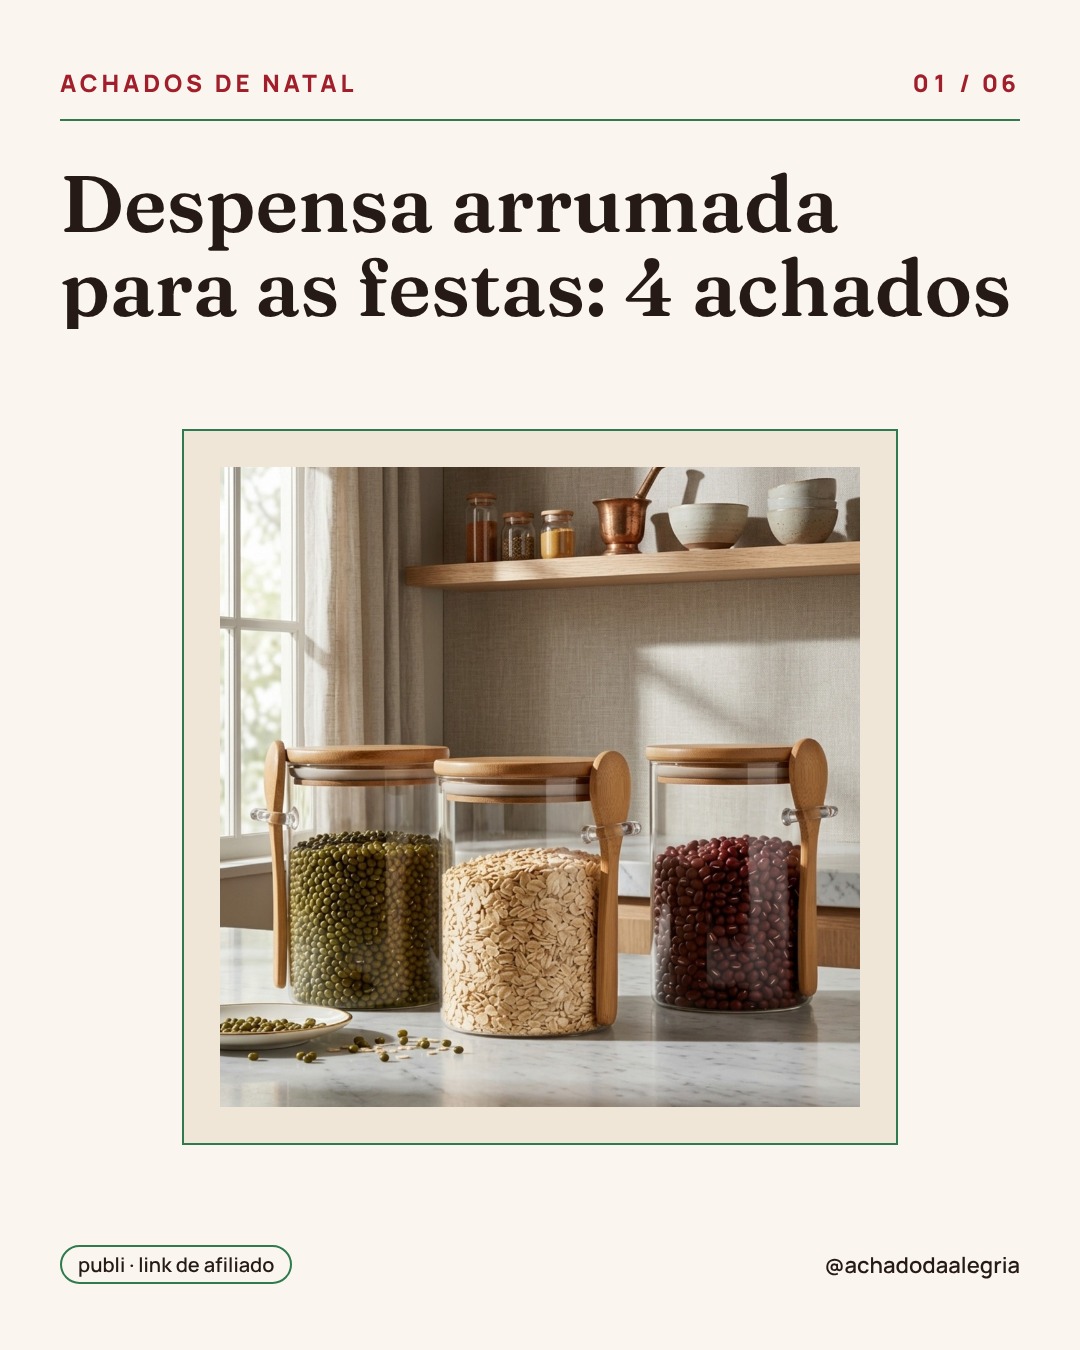 ACHADOS DE NATAL
01 / 06
Despensa arrumada
para as festas: 4 achados
publi · link de afiliado
@achadodaalegria